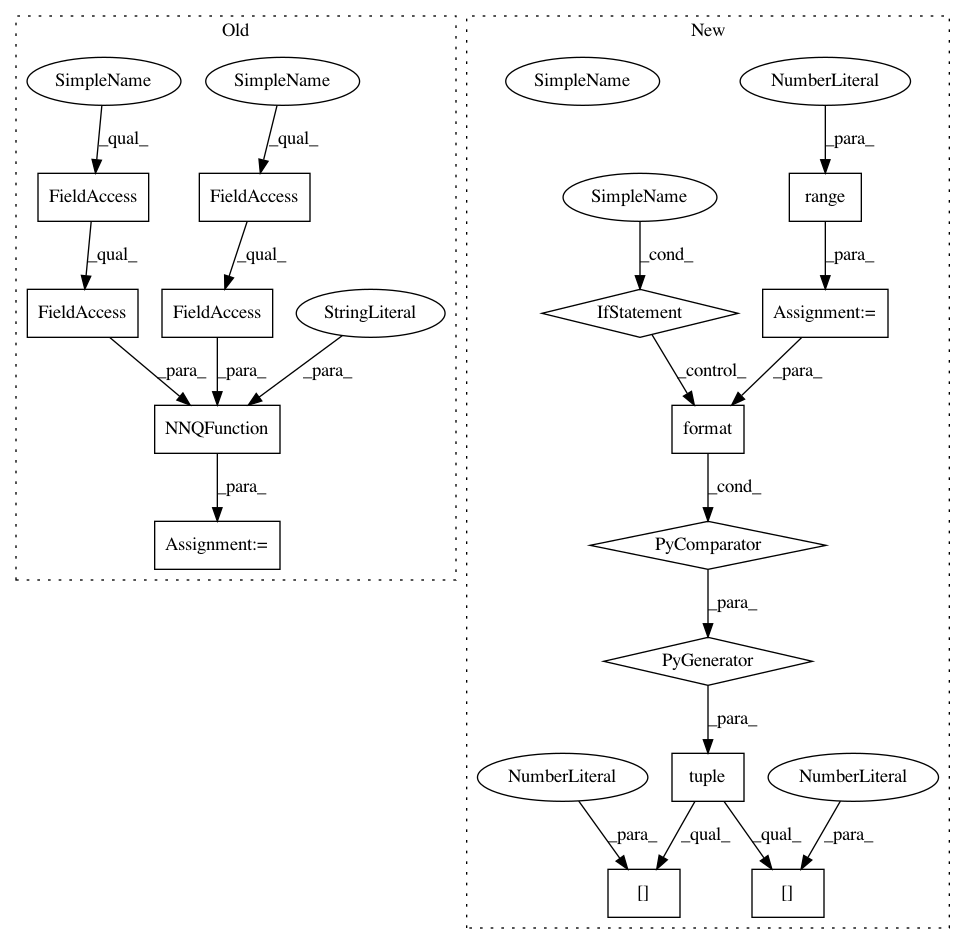 Old
New
SimpleName
SimpleName
SimpleName
NumberLiteral
_qual_
_qual_
_para_
FieldAccess
FieldAccess
SimpleName
range
_qual_
_qual_
_cond_
_para_
FieldAccess
FieldAccess
StringLiteral
IfStatement
Assignment:=
_para_
_para_
_para_
_control_
_para_
NNQFunction
format
_para_
_cond_
Assignment:=
PyComparator
_para_
PyGenerator
_para_
NumberLiteral
tuple
NumberLiteral
_para_
_qual_
_qual_
_para_
[]
[]